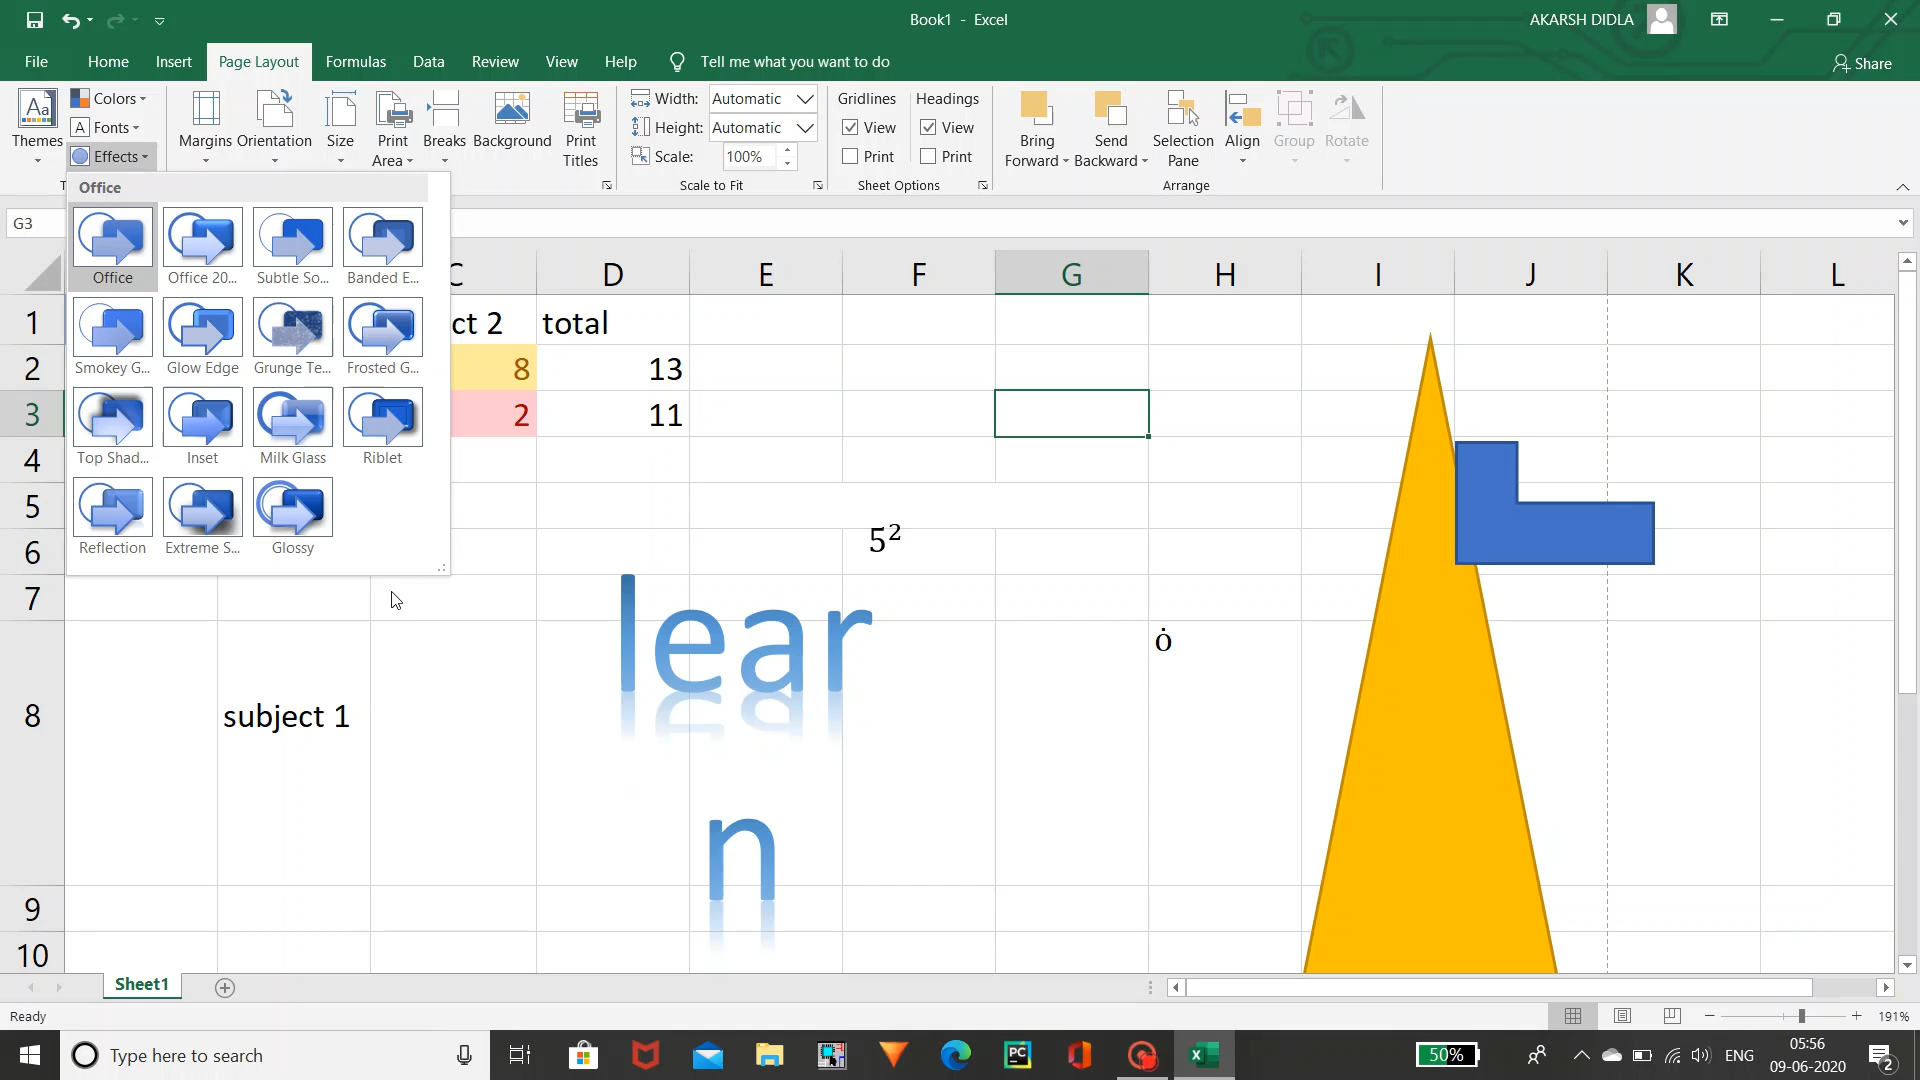 Book1 - Excel
AKARSH DIDLA
File Home Insert Page Layout Formulas Data Review View Help Tell me what you want to do
Share
Aa
Themes
Colors
A Fonts
Effects
Margins
Orientation
Size
Print
Area
Breaks
Background
Print
Titles
Width: Automatic
Height: Automatic
Scale: 100%
Scale to Fit
Gridlines
View
Print
Headings
View
Print
Sheet Options
Bring
Forward
Send
Backward
Selection
Pane
Align
Group
Rotate
Arrange
G3
Office
Office Office 20... Subtle So... Banded E...
Smokey G... Glow Edge Grunge Te... Frosted G...
Top Shad... Inset Milk Glass Riblet
Reflection Extreme S... Glossy
C D E F G H I J K L
1 ct 2 total
2 8 13
3 2 11
4
5
6 5²
7
lear
n
ȯ
8 subject 1
9
10
Sheet1
Ready
191%
Type here to search
PC
50%
ENG
05:56
09-06-2020
2